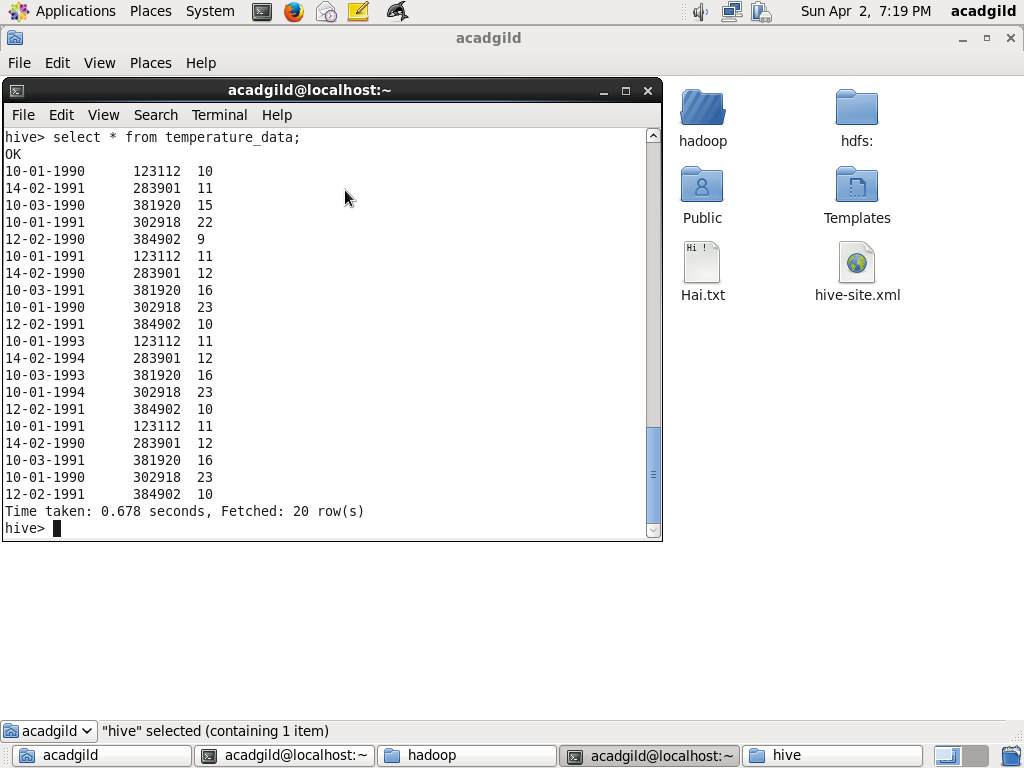 Applications Places System Sun Apr 2, 7:19 PM acadgild
acadgild
File Edit View Places Help
acadgild@localhost:~
File Edit View Search Terminal Help
hive> select * from temperature_data;
OK
10-01-1990 123112 10
14-02-1991 283901 11
10-03-1990 381920 15
10-01-1991 302918 22
12-02-1990 384902 9
10-01-1991 123112 11
14-02-1990 283901 12
10-03-1991 381920 16
10-01-1990 302918 23
12-02-1991 384902 10
10-01-1993 123112 11
14-02-1994 283901 12
10-03-1993 381920 16
10-01-1994 302918 23
12-02-1991 384902 10
10-01-1991 123112 11
14-02-1990 283901 12
10-03-1991 381920 16
10-01-1990 302918 23
12-02-1991 384902 10
Time taken: 0.678 seconds, Fetched: 20 row(s)
hive>
hadoop hdfs:
Public Templates
Hi !
Hai.txt hive-site.xml
acadgild "hive" selected (containing 1 item)
acadgild acadgild@localhost:~ hadoop acadgild@localhost:~ hive